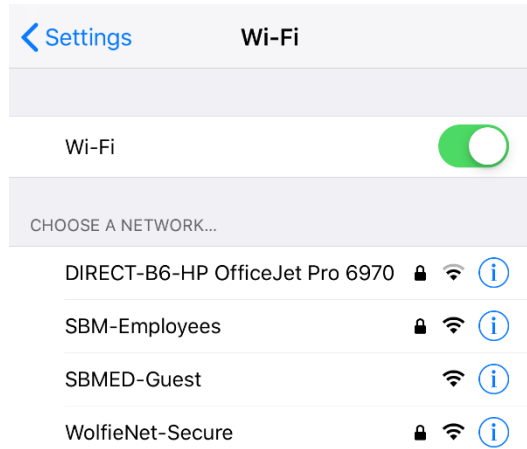 Settings Wi-Fi
Wi-Fi
CHOOSE A NETWORK...
DIRECT-B6-HP OfficeJet Pro 6970
SBM-Employees
SBMED-Guest
WolfieNet-Secure